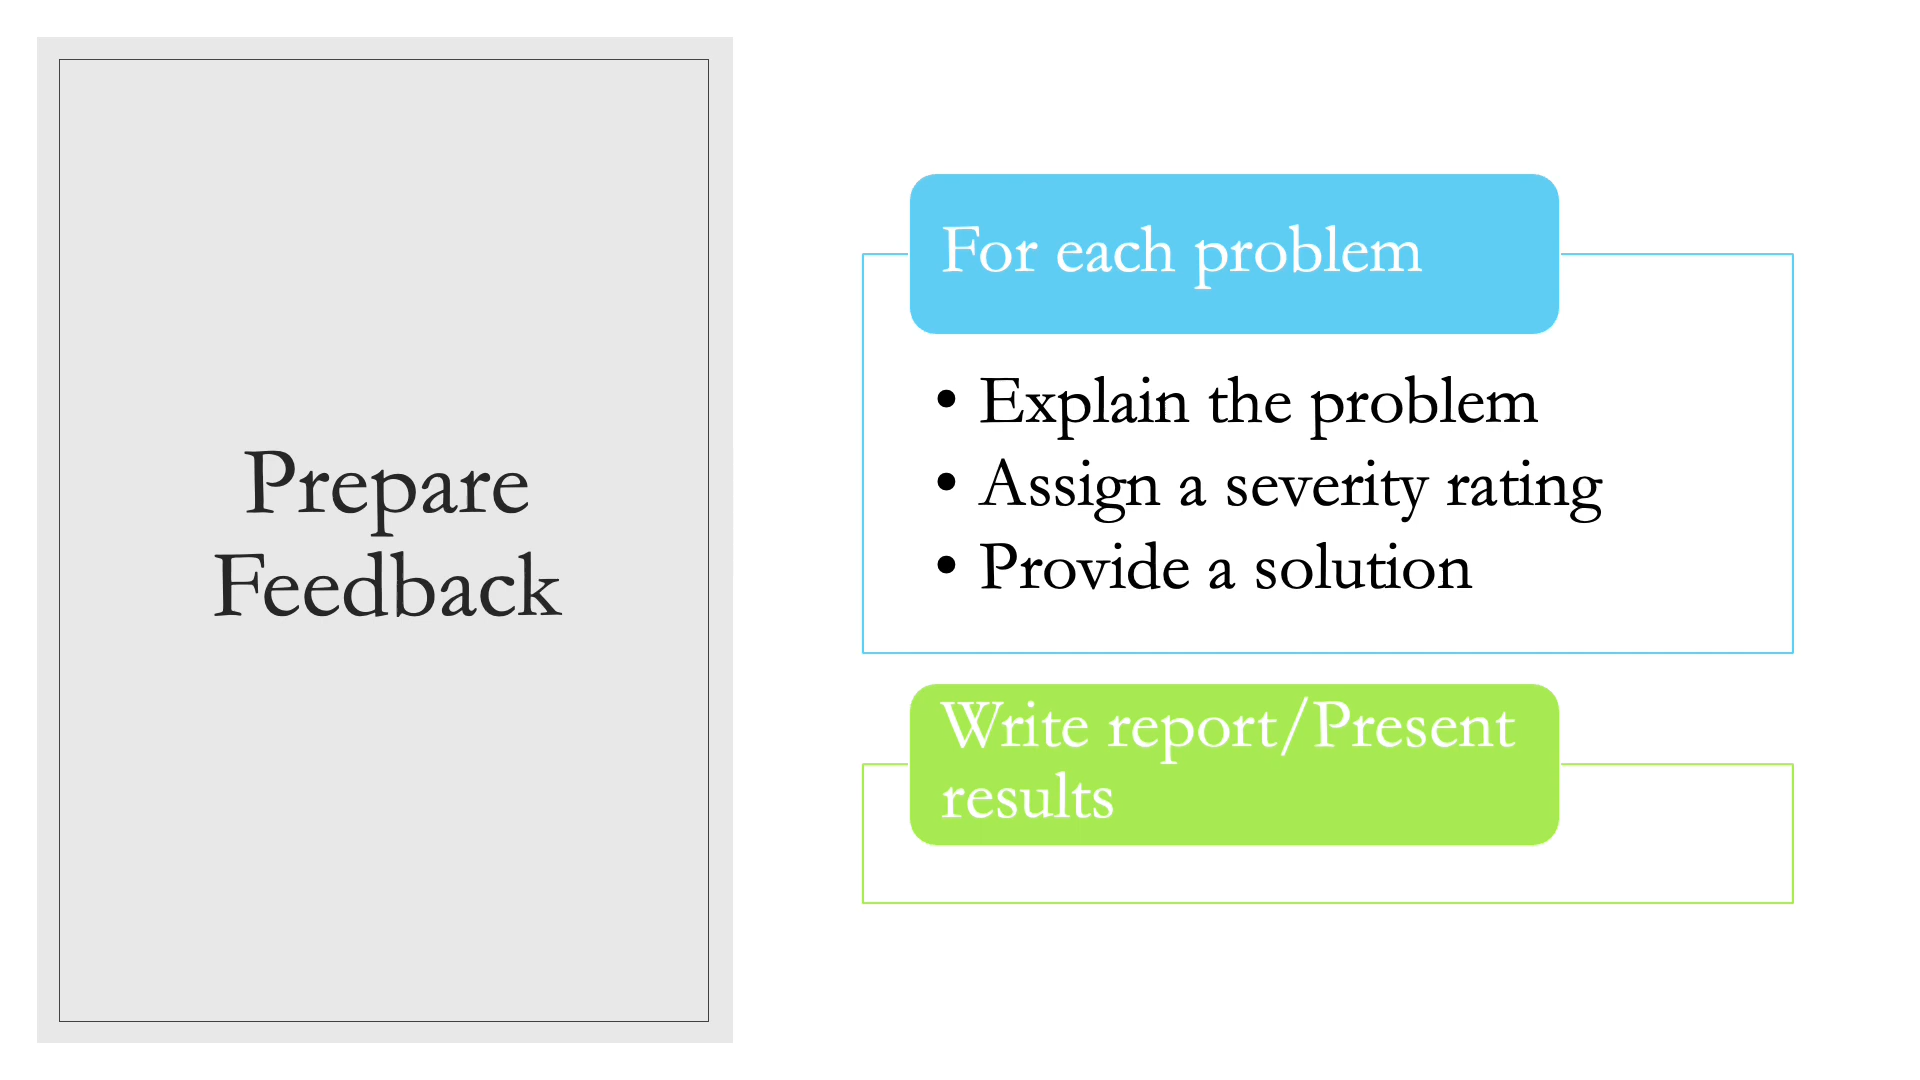 Prepare
Feedback
For each problem
• Explain the problem
• Assign a severity rating
• Provide a solution
Write report/Present
results